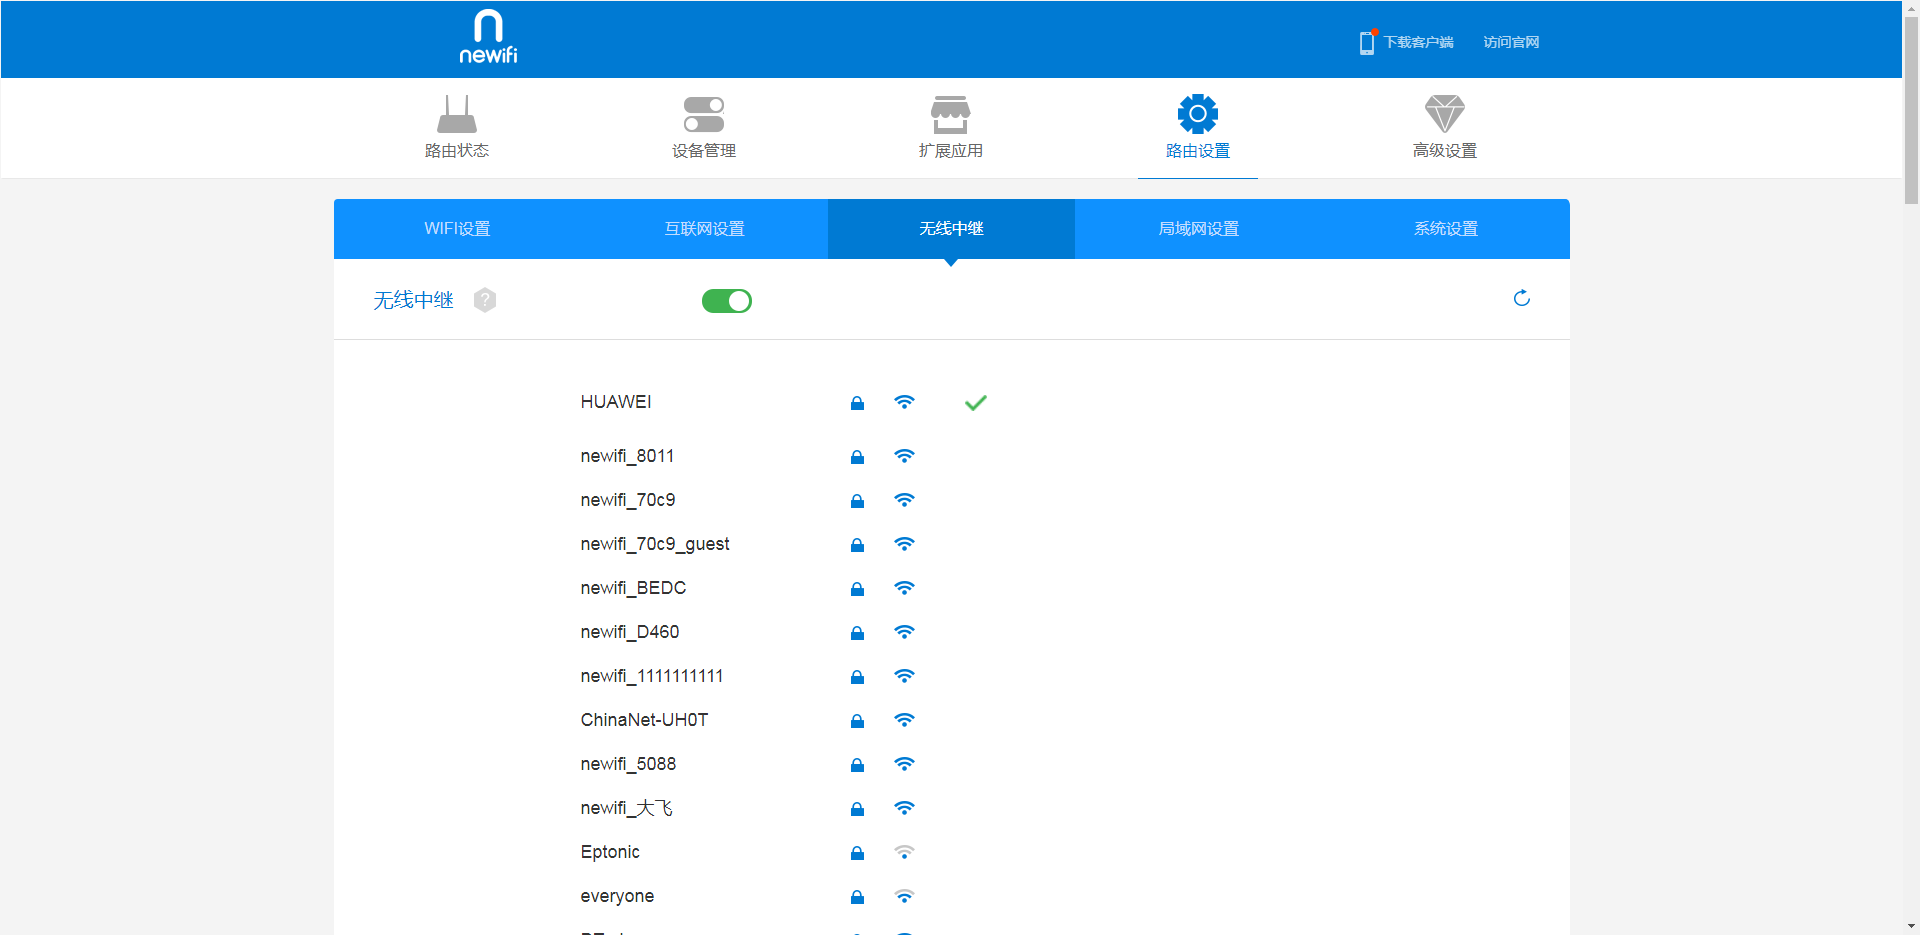 newifi
下载客户端 访问官网
路由状态 设备管理 扩展应用 路由设置 高级设置
WIFI设置 互联网设置 无线中继 局域网设置 系统设置
无线中继 ?
HUAWEI
newifi_8011
newifi_70c9
newifi_70c9_guest
newifi_BEDC
newifi_D460
newifi_1111111111
ChinaNet-UH0T
newifi_5088
newifi_大飞
Eptonic
everyone